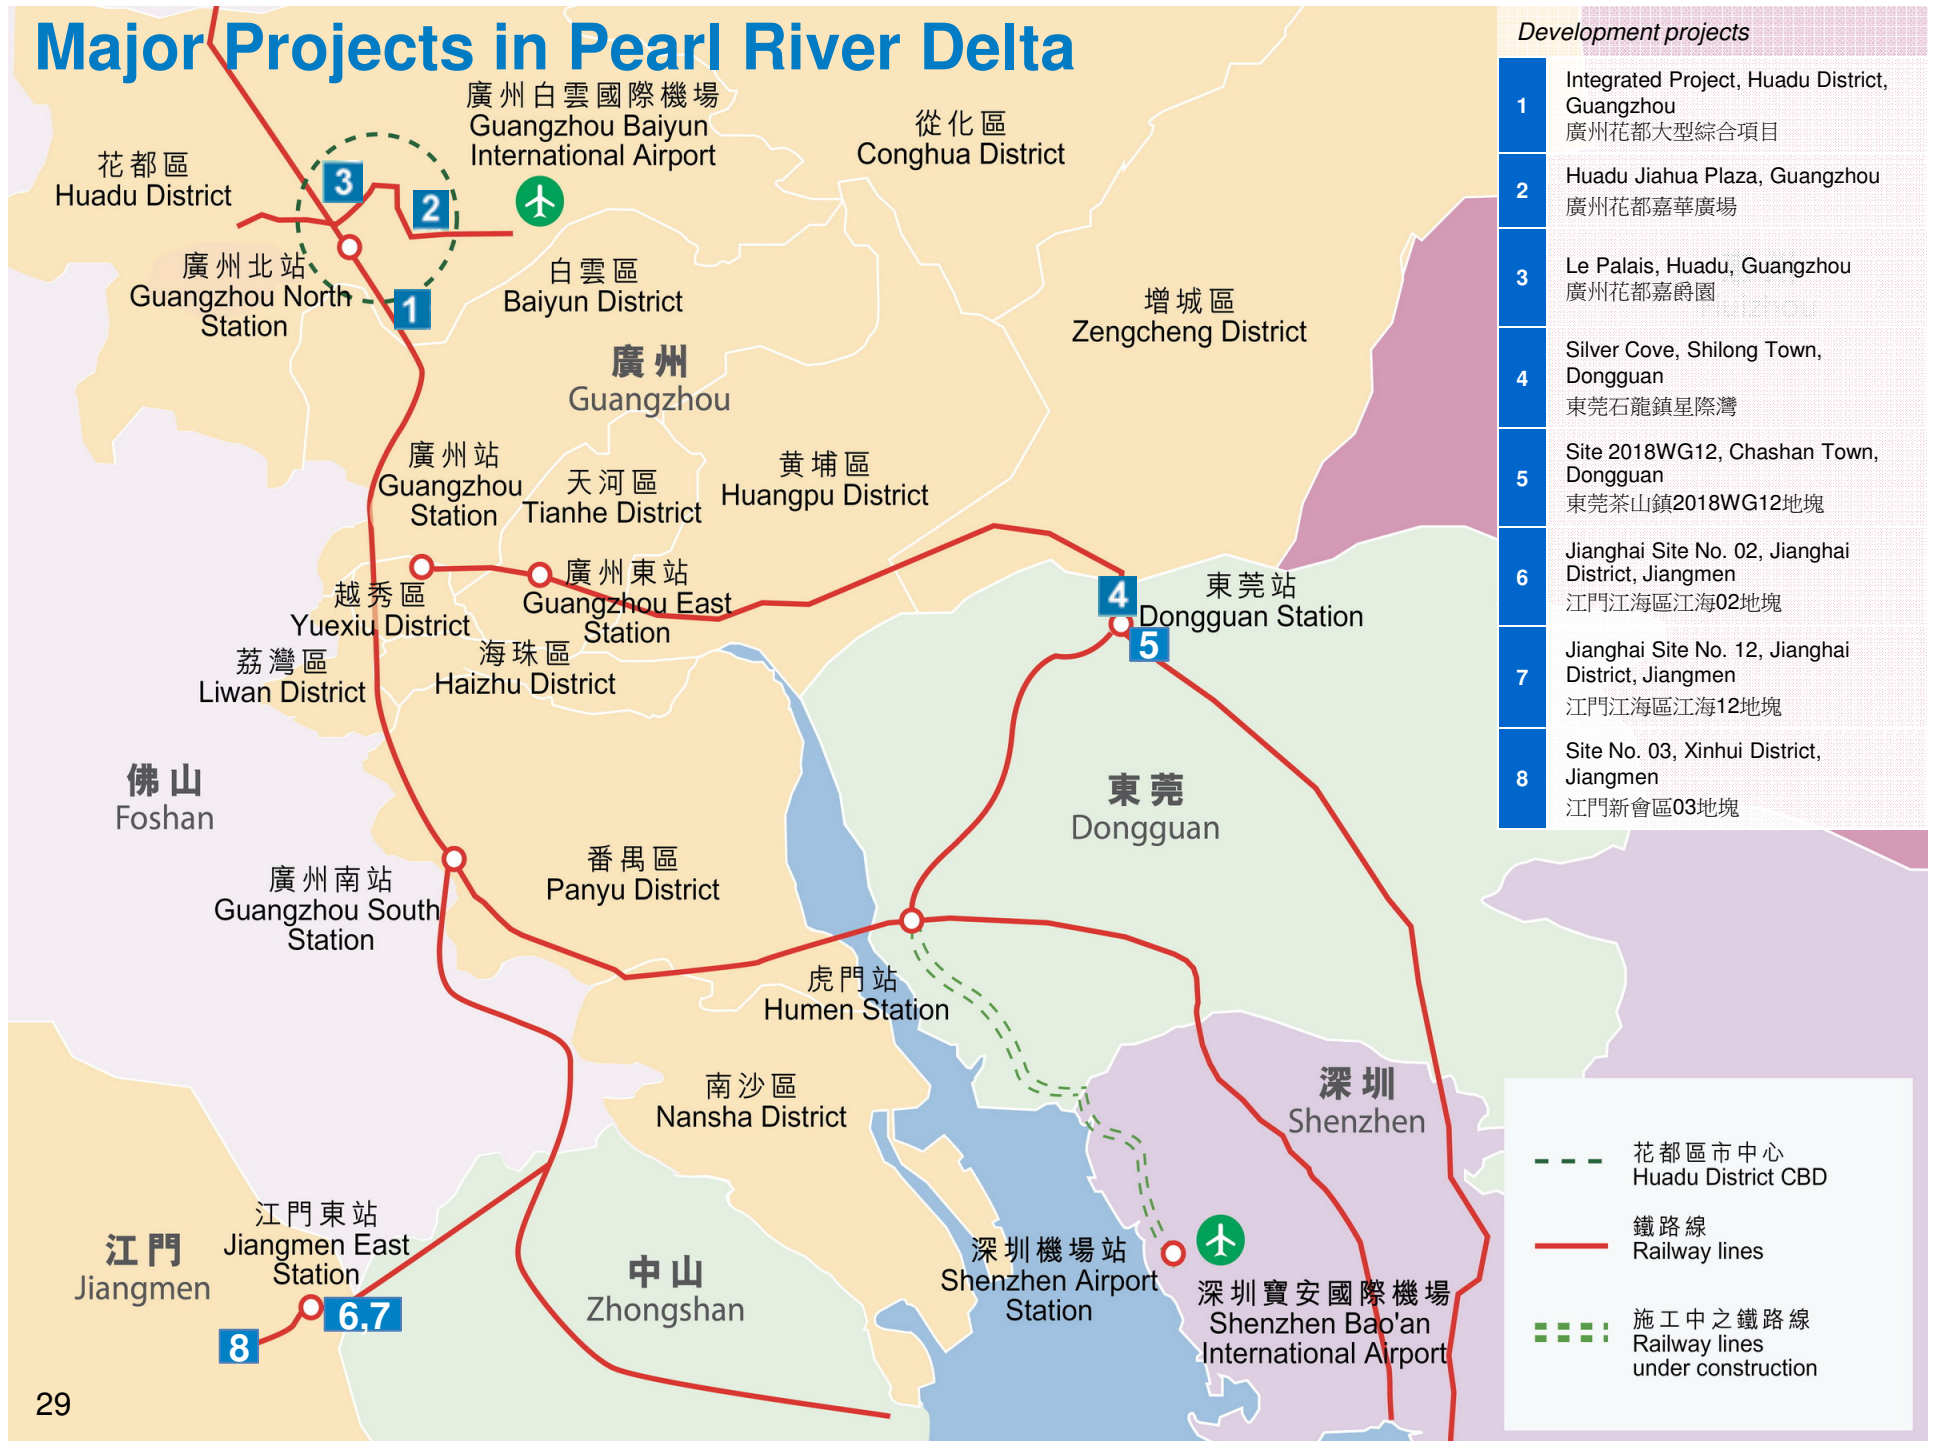 Major Projects in Pearl River Delta
廣州白雲國際機場
Guangzhou Baiyun
International Airport
花都區
Huadu District
從化區
Conghua District
3
2
廣州北站
Guangzhou North
Station
1
白雲區
Baiyun District
增城區
Zengcheng District
廣州
Guangzhou
廣州站
Guangzhou
Station
天河區
Tianhe District
黄埔區
Huangpu District
越秀區
Yuexiu District
廣州東站
Guangzhou East
Station
4
東莞站
Dongguan Station
5
荔灣區
Liwan District
海珠區
Haizhu District
佛山
Foshan
東莞
Dongguan
番禺區
Panyu District
廣州南站
Guangzhou South
Station
虎門站
Humen Station
南沙區
Nansha District
深圳
Shenzhen
江門東站
Jiangmen East
Station
江門
Jiangmen
6,7
8
中山
Zhongshan
深圳機場站
Shenzhen Airport
Station
深圳寶安國際機場
Shenzhen Bao'an
International Airport
29
Development projects
1
Integrated Project, Huadu District,
Guangzhou
廣州花都大型綜合項目
2
Huadu Jiahua Plaza, Guangzhou
廣州花都嘉華廣場
3
Le Palais, Huadu, Guangzhou
廣州花都嘉爵園
Huizhou
4
Silver Cove, Shilong Town,
Dongguan
東莞石龍鎮星際灣
5
Site 2018WG12, Chashan Town,
Dongguan
東莞茶山鎮2018WG12地塊
6
Jianghai Site No. 02, Jianghai
District, Jiangmen
江門江海區江海02地塊
7
Jianghai Site No. 12, Jianghai
District, Jiangmen
江門江海區江海12地塊
8
Site No. 03, Xinhui District,
Jiangmen
江門新會區03地塊
花都區市中心
Huadu District CBD
鐵路線
Railway lines
施工中之鐵路線
Railway lines
under construction